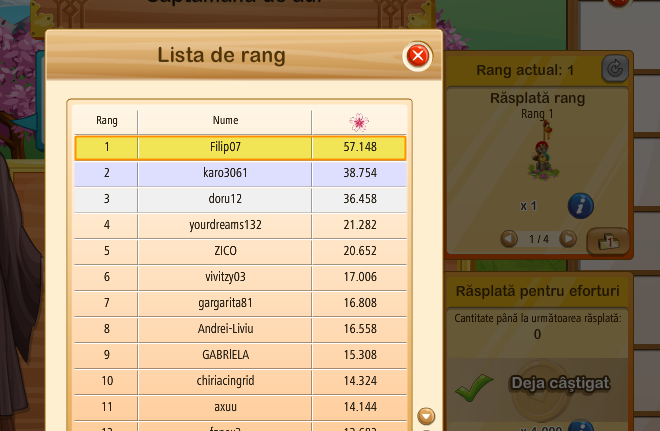 Săptămâna de aur
Lista de rang
Rang Nume
1 Filip07 57.148
2 karo3061 38.754
3 doru12 36.458
4 yourdreams132 21.282
5 ZICO 20.652
6 vivitzy03 17.006
7 gargarita81 16.808
8 Andrei-Liviu 16.558
9 GABRIELA 15.308
10 chiriacingrid 14.324
11 axuu 14.144
Rang actual: 1
Răsplată rang
Rang 1
x 1
1 / 4
Răsplată pentru eforturi
Cantitate până la următoarea răsplată:
0
Deja câştigat